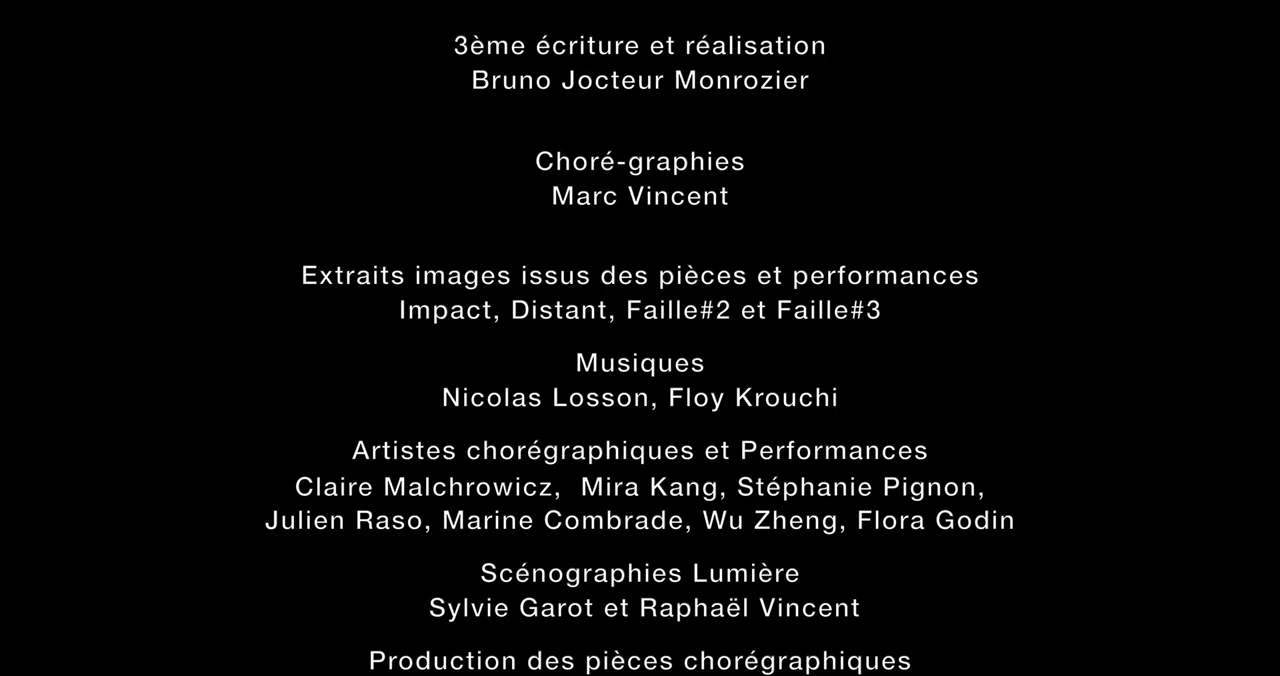 3ème écriture et réalisation
Bruno Jocteur Monrozier
Choré-graphies
Marc Vincent
Extraits images issus des pièces et performances
Impact, Distant, Faille#2 et Faille#3
Musiques
Nicolas Losson, Floy Krouchi
Artistes chorégraphiques et Performances
Claire Malchrowicz,  Mira Kang, Stéphanie Pignon,
Julien Raso, Marine Combrade, Wu Zheng, Flora Godin
Scénographies Lumière
Sylvie Garot et Raphaël Vincent
Production des pièces chorégraphiques